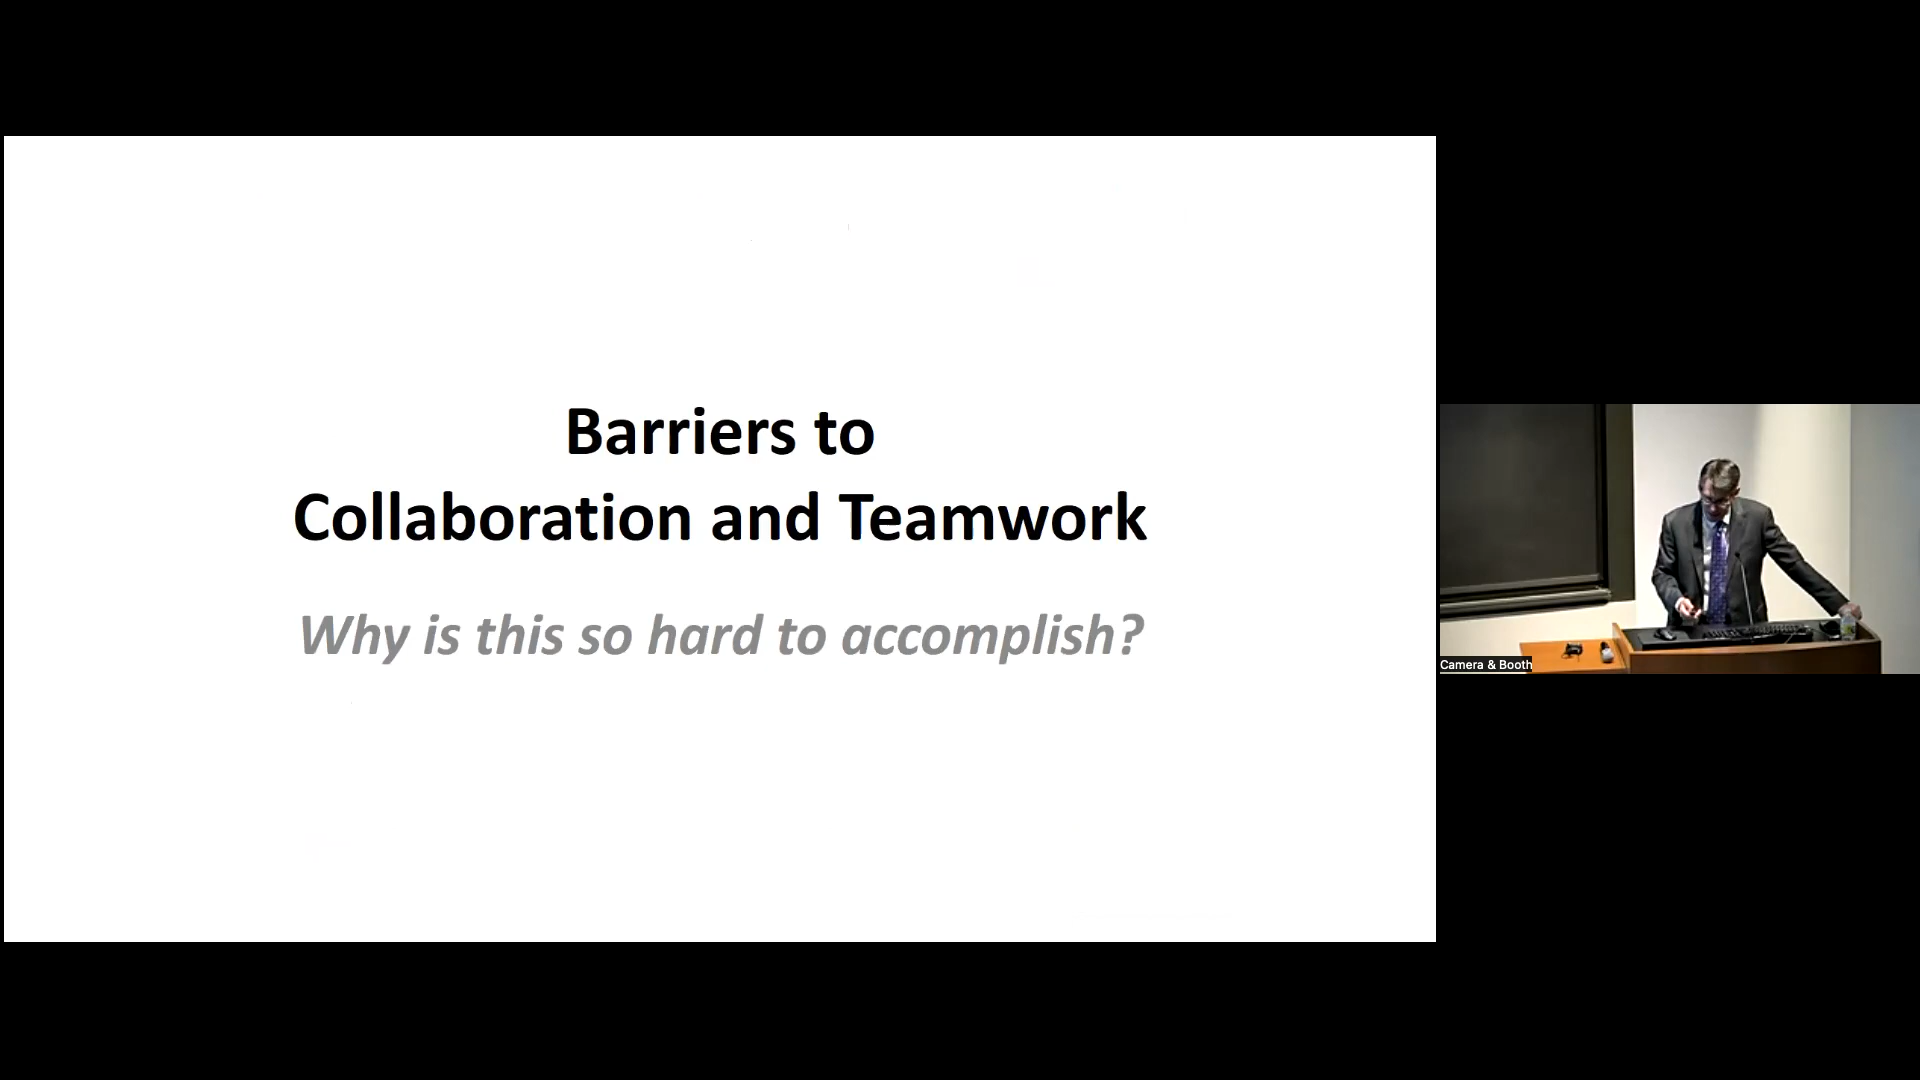 Barriers to
Collaboration and Teamwork
Why is this so hard to accomplish?
Camera & Booth